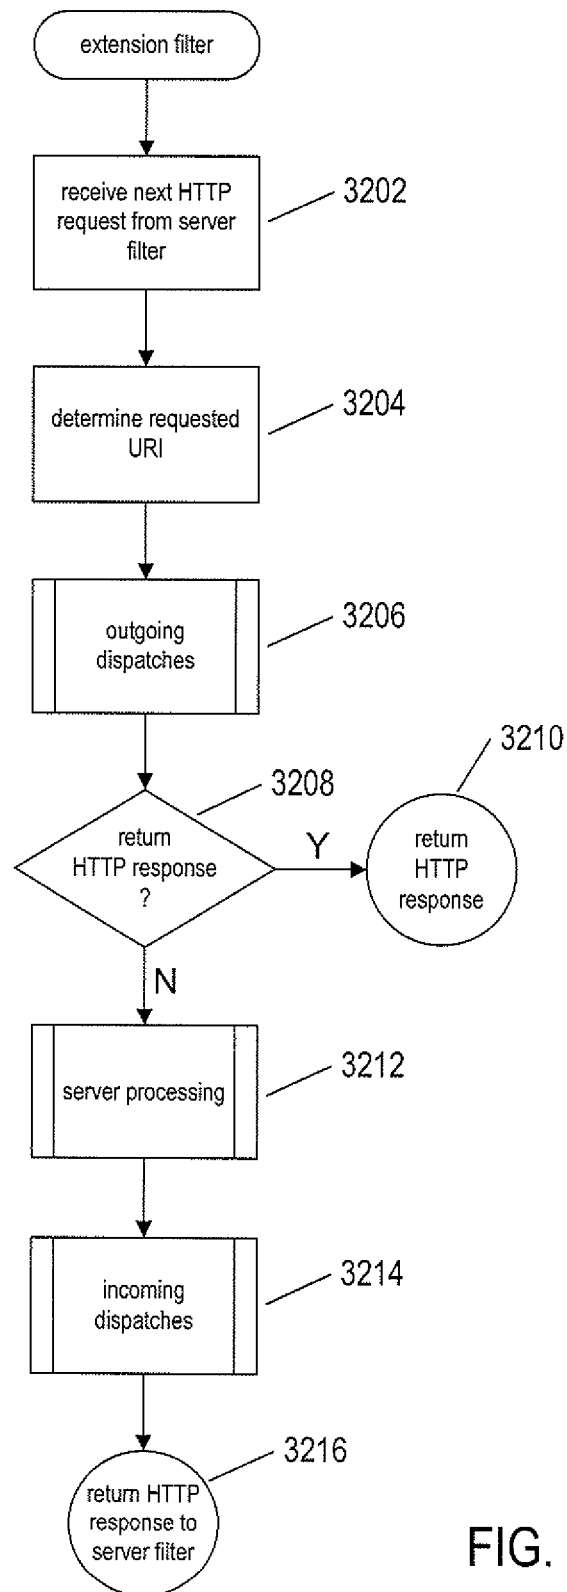 extension filter
receive next HTTP
request from server
filter
3202
determine requested
URI
3204
outgoing
dispatches
3206
3208
return
HTTP response
?
Y
3210
return
HTTP
response
N
server processing
3212
incoming
dispatches
3214
3216
return HTTP
response to
server filter
FIG.